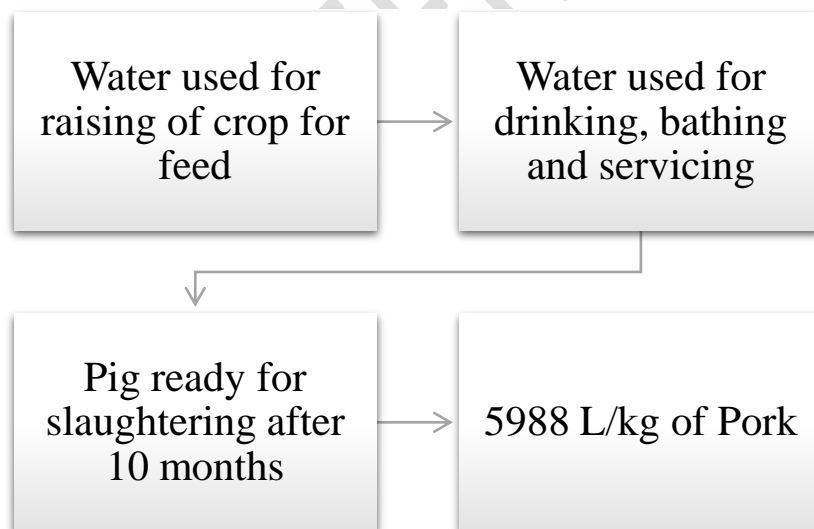 Water used for
raising of crop for
feed
Water used for
drinking, bathing
and servicing
Pig ready for
slaughtering after
10 months
5988 L/kg of Pork